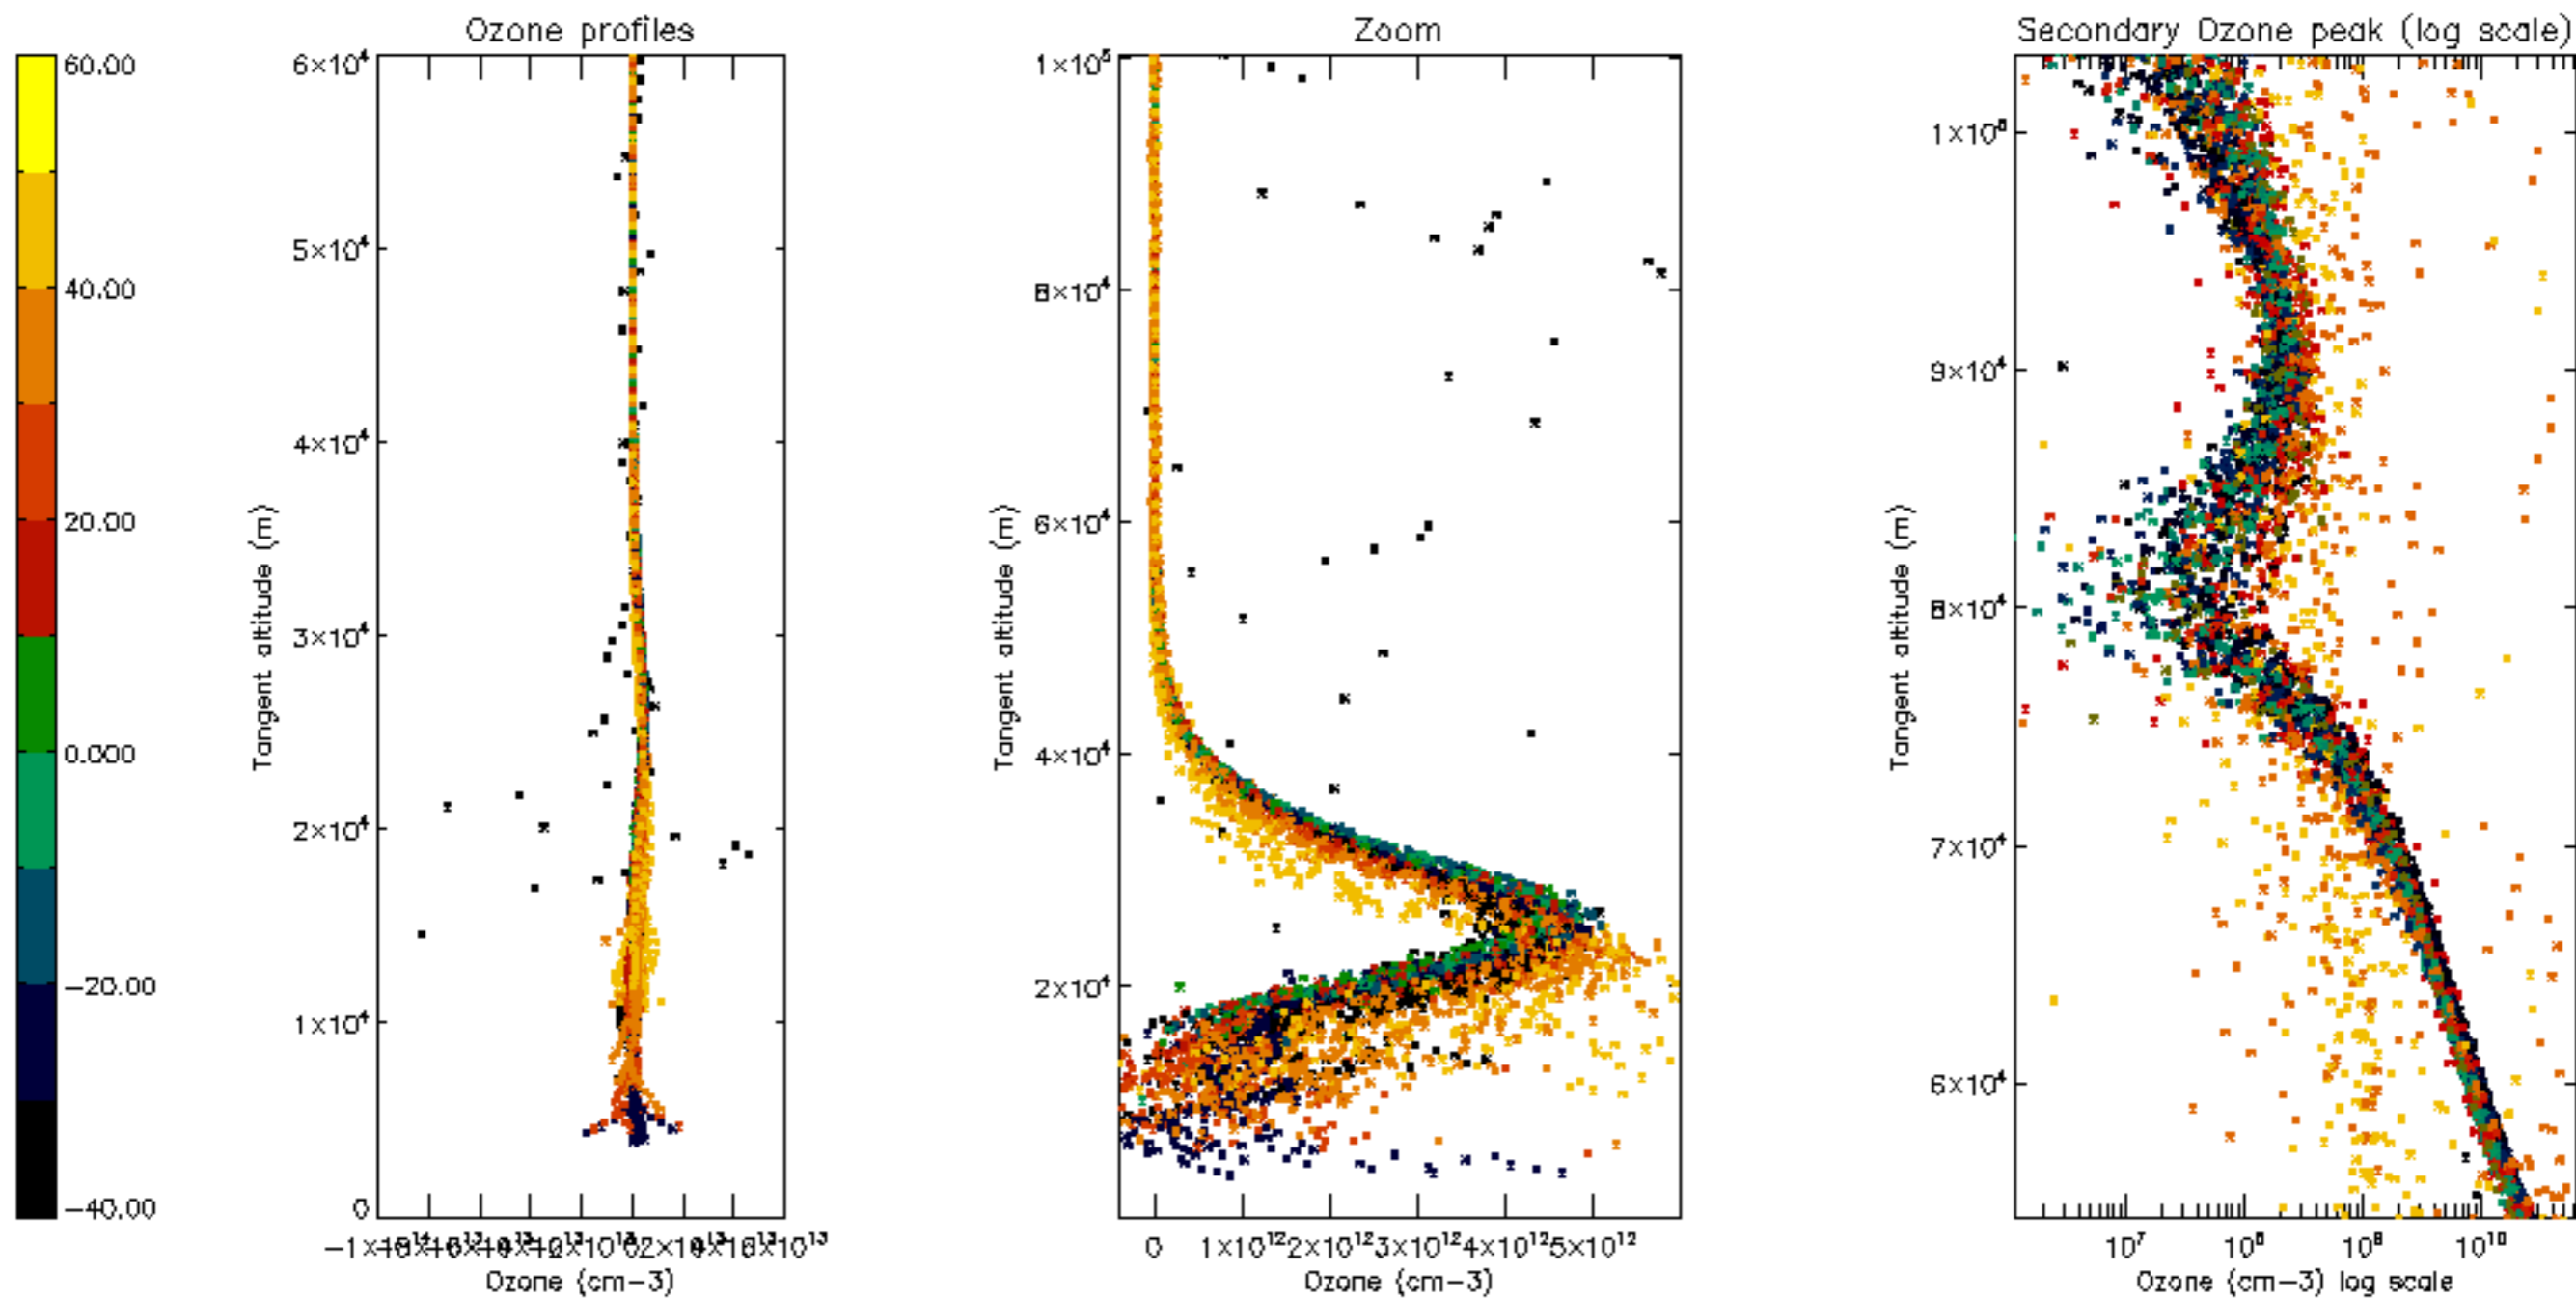 Ozone profiles
Zoom
Secondary Ozone peak (log scale)
60.00
40.00
20.00
0.000
−20.00
−40.00
6×10⁴
5×10⁴
4×10⁴
3×10⁴
2×10⁴
1×10⁴
0
Tangent altitude (m)
Ozone (cm−3)
1×10⁵
8×10⁴
6×10⁴
4×10⁴
2×10⁴
Tangent altitude (m)
0 1×10¹² 2×10¹² 3×10¹² 4×10¹² 5×10¹²
Ozone (cm−3)
9×10⁴
8×10⁴
7×10⁴
6×10⁴
Tangent altitude (m)
10⁷ 10⁸ 10⁹ 10¹⁰
Ozone (cm−3) log scale